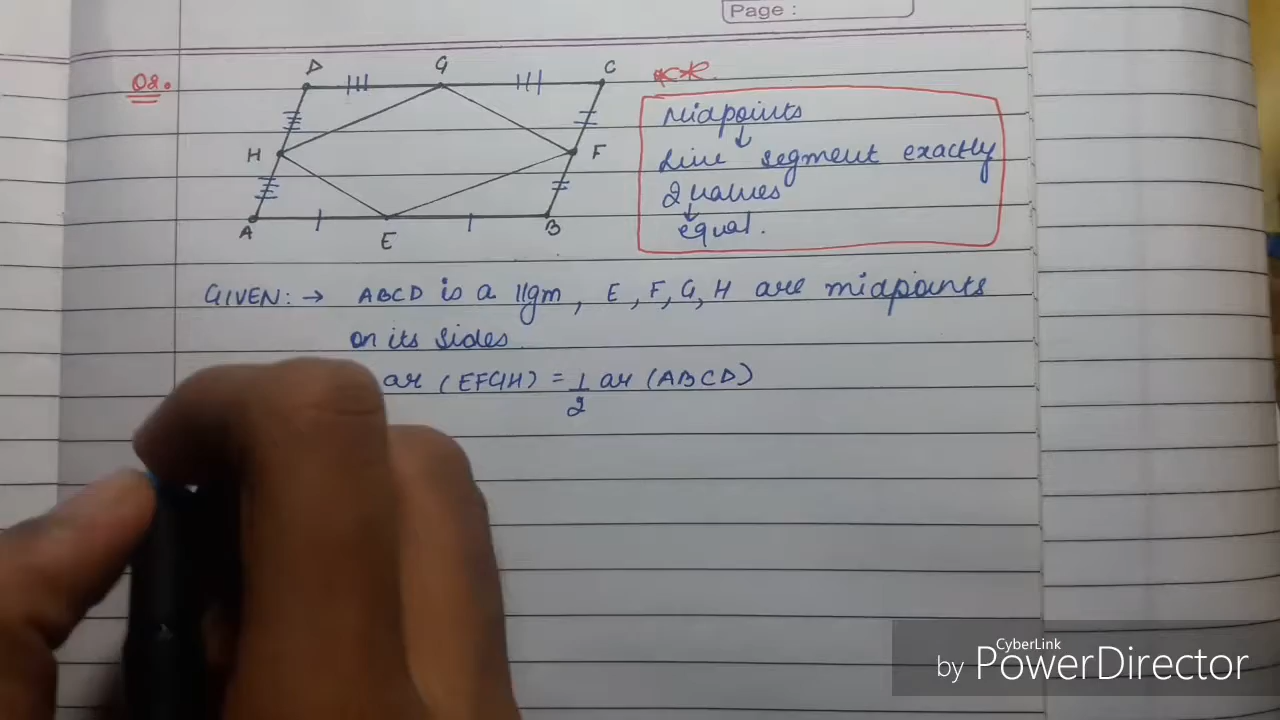 Page :
Q2.
D G C
H F
A E B
midpoints
↓
Line segment exactly
2 values
↓
equal.
GIVEN: → ABCD is a ||gm, E, F, G, H are midpoints
on its sides
ar (EFGH) = 1/2 ar (ABCD)
CyberLink
by PowerDirector